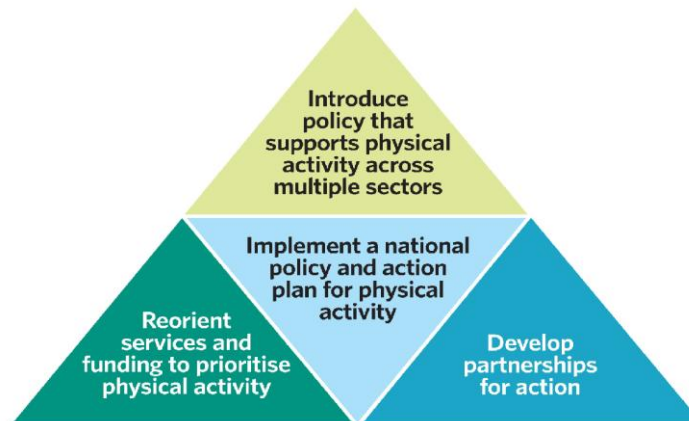 Introduce
policy that
supports physical
activity across
multiple sectors
Implement a national
policy and action
plan for physical
activity
Reorient
services and
funding to prioritise
physical activity
Develop
partnerships
for action